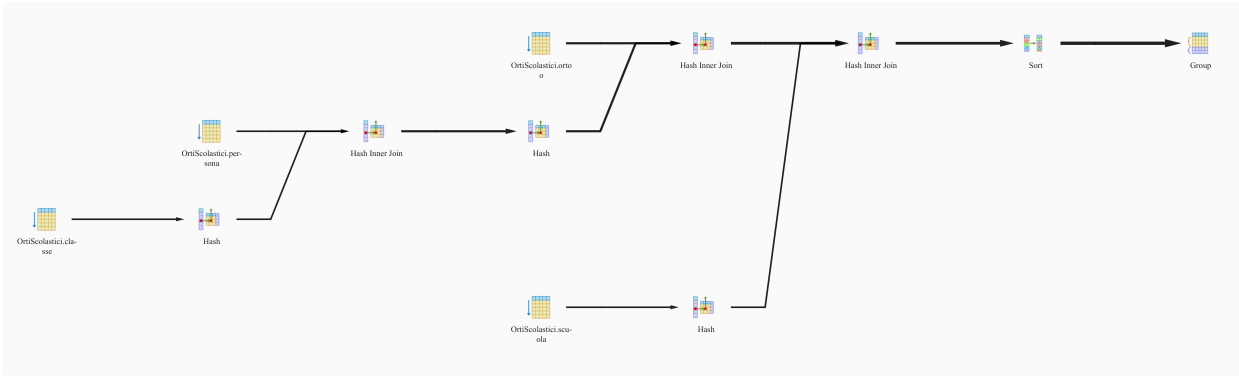 OrtiScolastici.orto
o
Hash Inner Join
Hash Inner Join
Sort
Group
OrtiScolastici.per-
sona
Hash Inner Join
Hash
OrtiScolastici.cla-
sse
Hash
OrtiScolastici.scu-
ola
Hash